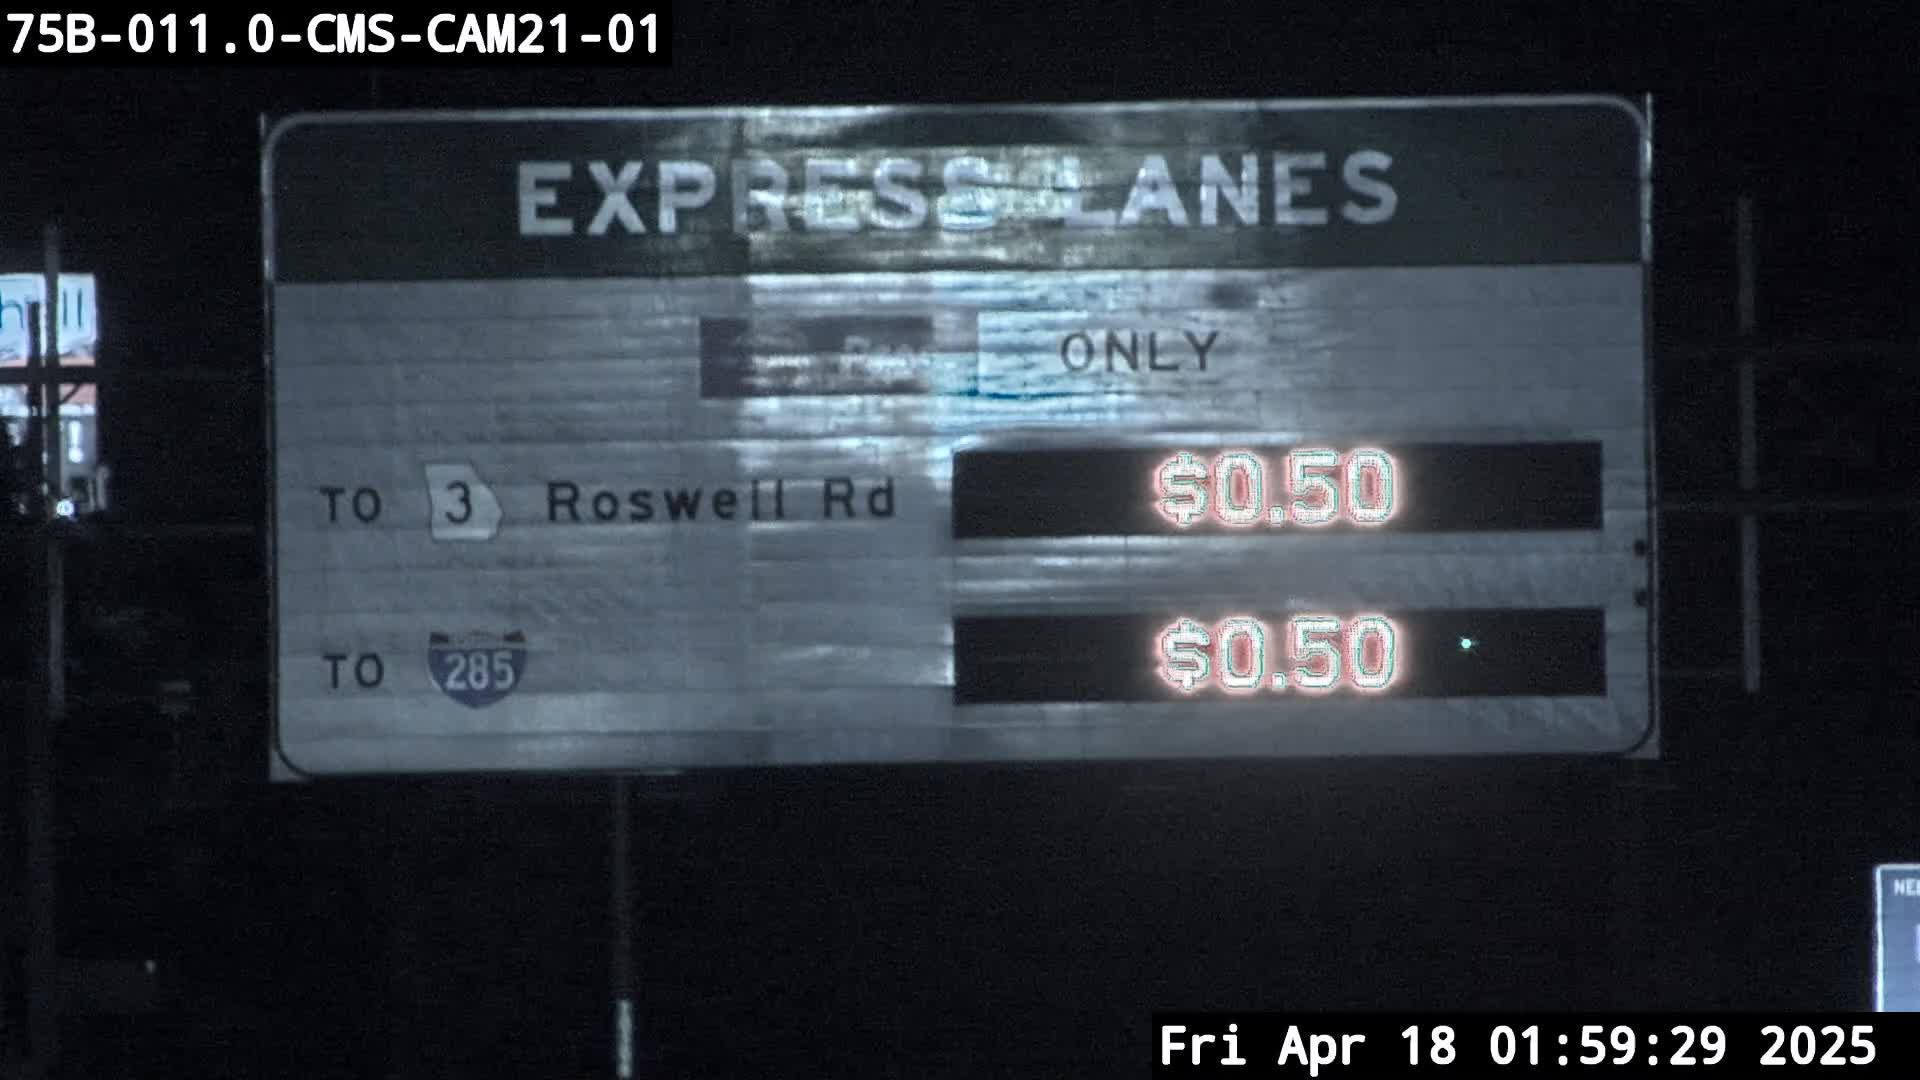 75B-011.0-CMS-CAM21-01
EXPRESS LANES
ONLY
TO 3 Roswell Rd $0.50
TO 285 $0.50
Fri Apr 18 01:59:29 2025